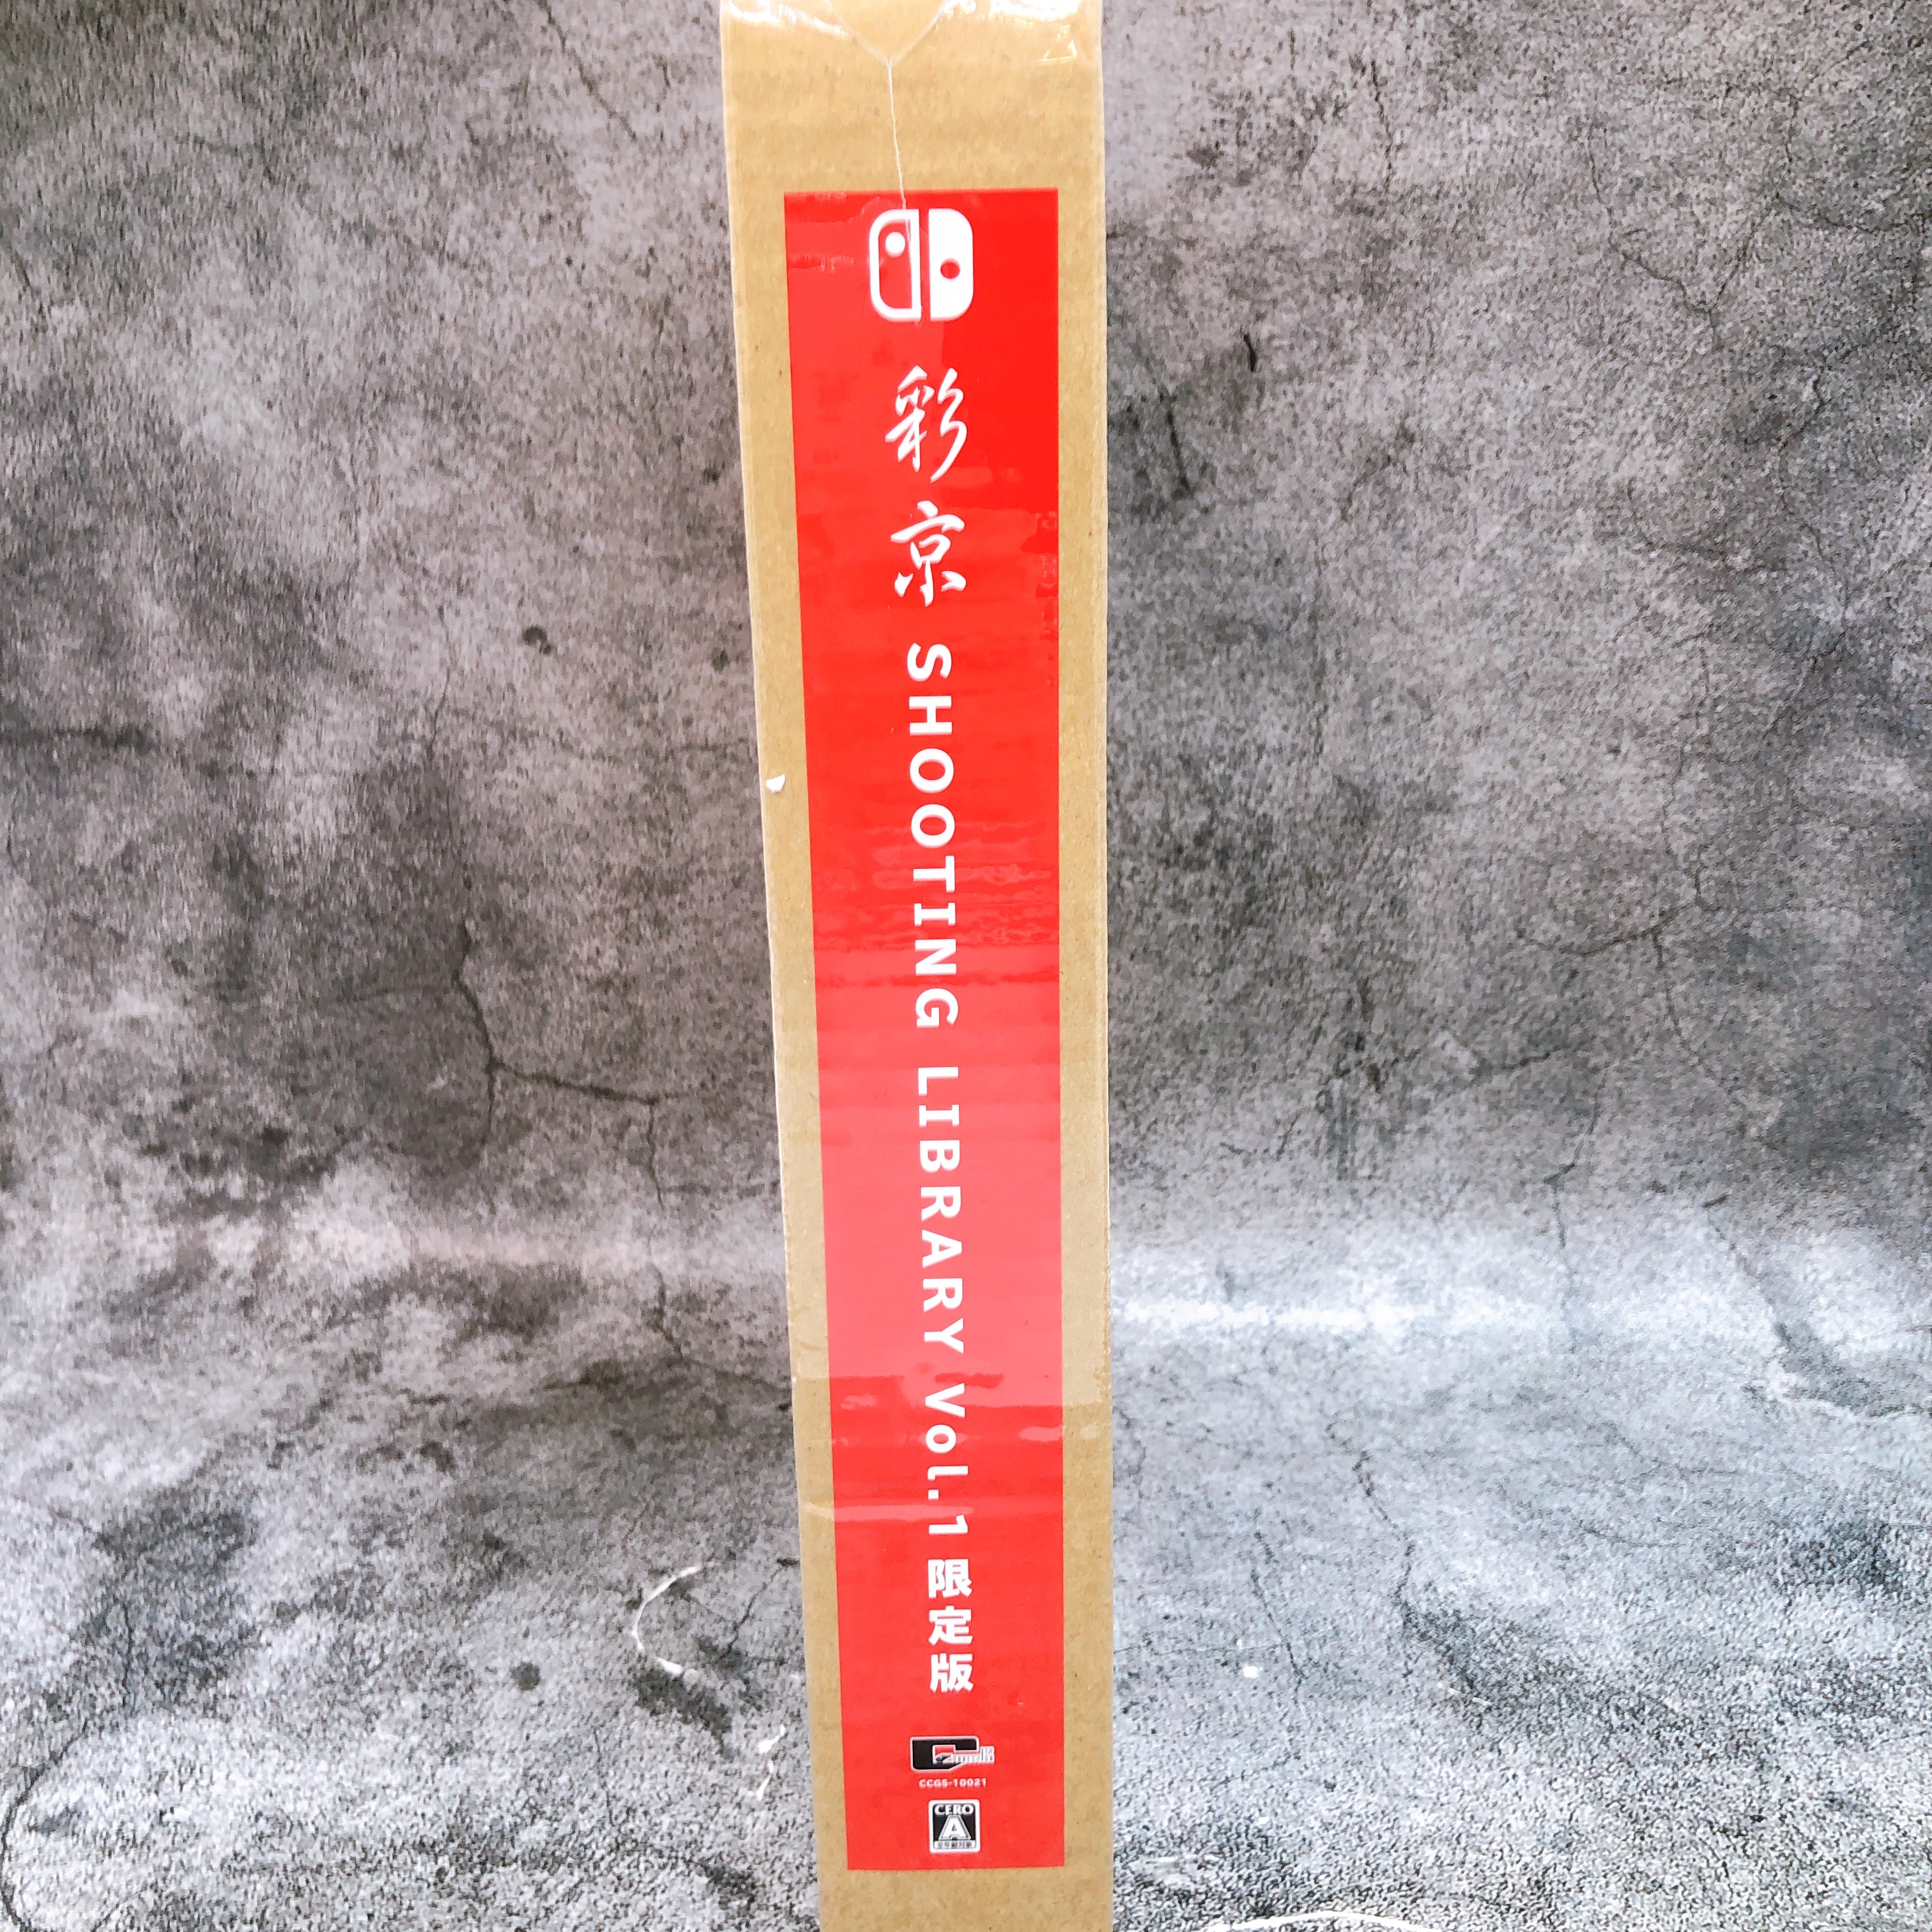 彩京 SHOOTING LIBRARY Vol.1 限定版
CCGS-10021
CERO
A